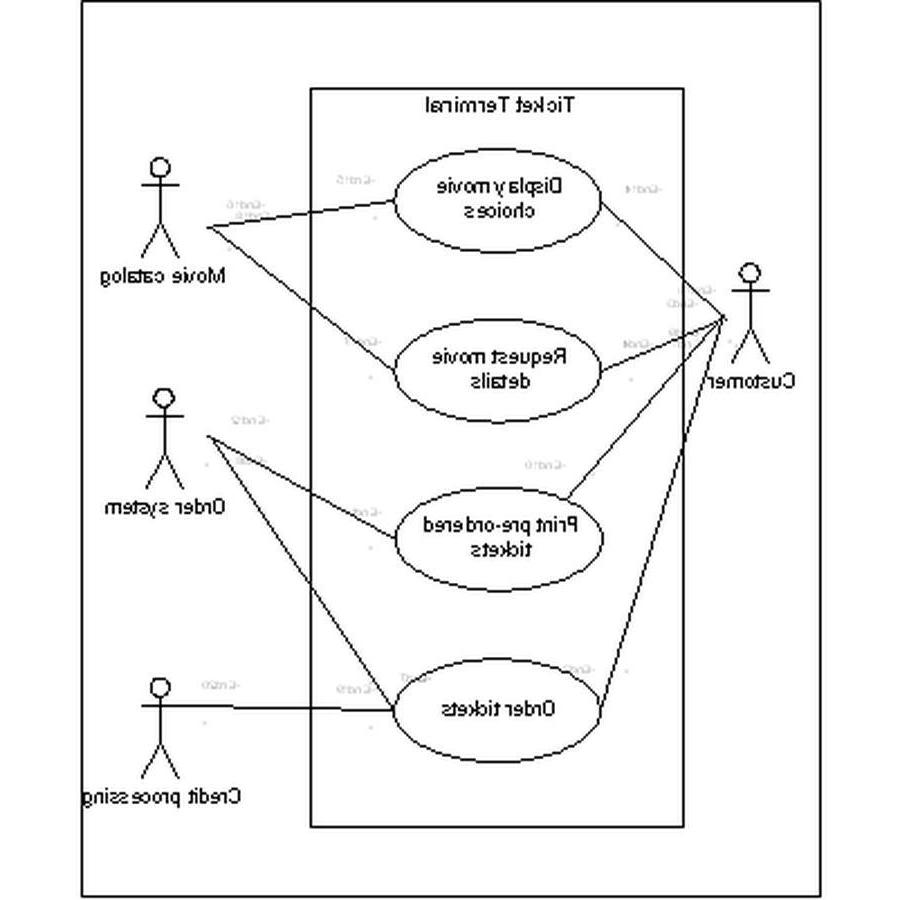 Ticket Terminal
Display movie
choices
Movie catalog
Request movie
details
Customer
Order system
Print pre-ordered
tickets
Order tickets
Credit processing